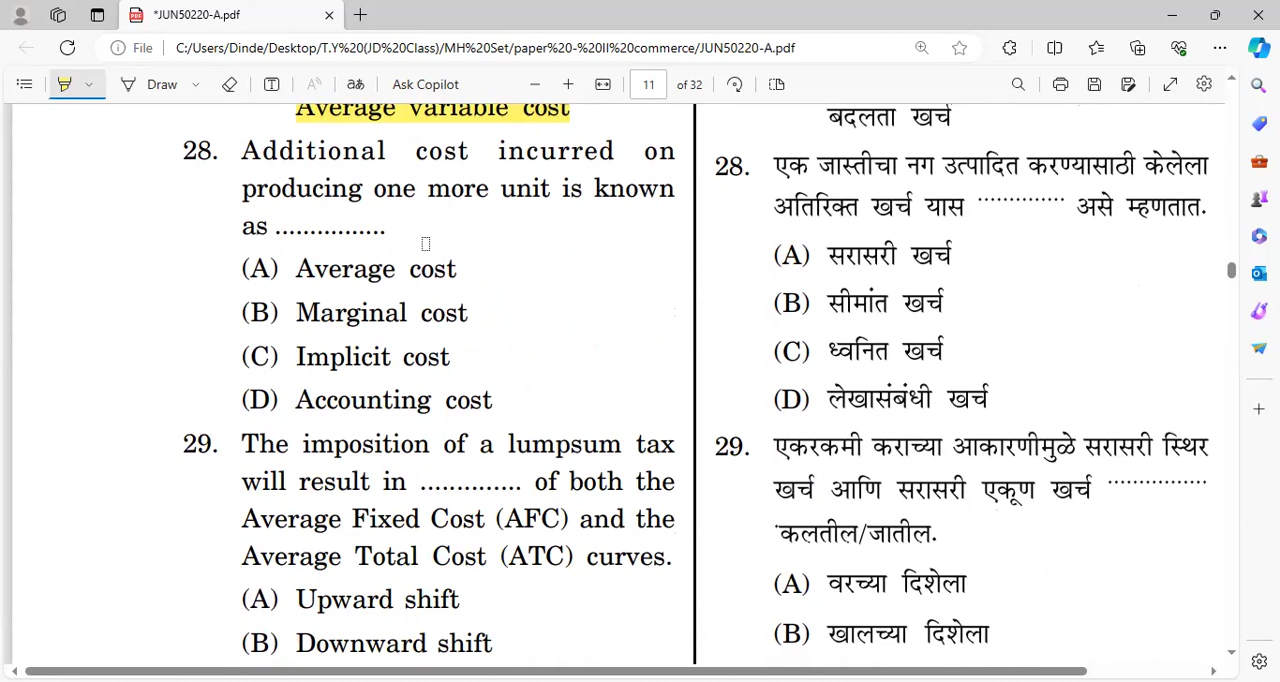 *JUN50220-A.pdf
File
C:/Users/Dinde/Desktop/T.Y%20(JD%20Class)/MH%20Set/paper%20-%20II%20commerce/JUN50220-A.pdf
Draw
Ask Copilot
11 of 32
Average variable cost
28. Additional cost incurred on
producing one more unit is known
as ................
(A) Average cost
(B) Marginal cost
(C) Implicit cost
(D) Accounting cost
29. The imposition of a lumpsum tax
will result in .............. of both the
Average Fixed Cost (AFC) and the
Average Total Cost (ATC) curves.
(A) Upward shift
(B) Downward shift
बदलता खर्च
28. एक जास्तीचा नग उत्पादित करण्यासाठी केलेला
अतिरिक्त खर्च यास ............. असे म्हणतात.
(A) सरासरी खर्च
(B) सीमांत खर्च
(C) ध्वनित खर्च
(D) लेखासंबंधी खर्च
29. एकरकमी कराच्या आकारणीमुळे सरासरी स्थिर
खर्च आणि सरासरी एकूण खर्च ...............
कलतील/जातील.
(A) वरच्या दिशेला
(B) खालच्या दिशेला